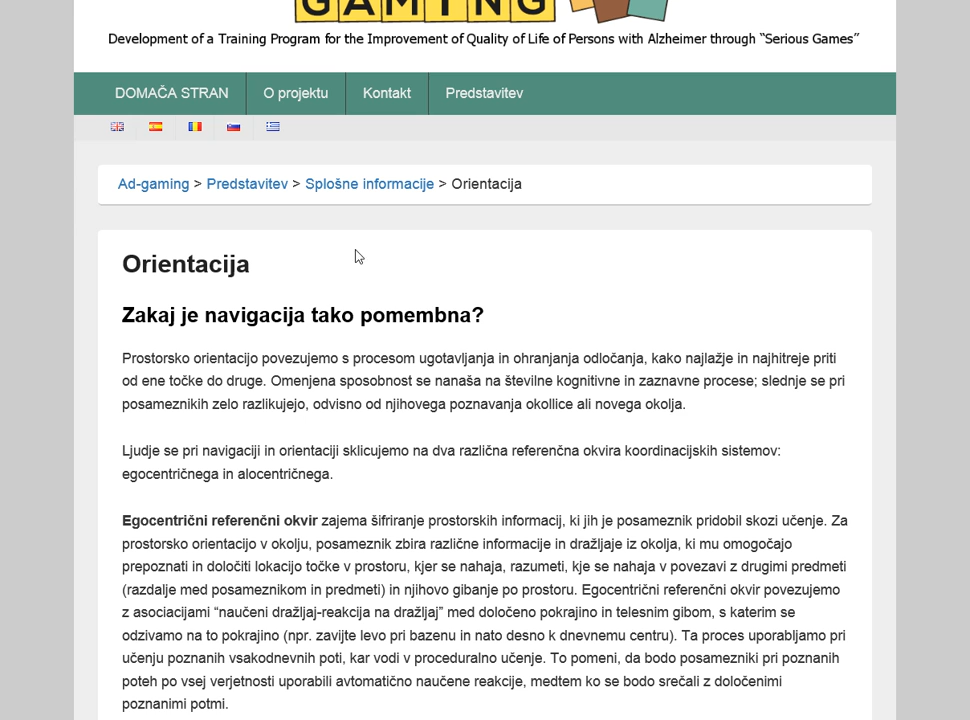 GAMING
Development of a Training Program for the Improvement of Quality of Life of Persons with Alzheimer through “Serious Games”
DOMAČA STRAN O projektu Kontakt Predstavitev
Ad-gaming > Predstavitev > Splošne informacije > Orientacija
Orientacija
Zakaj je navigacija tako pomembna?
Prostorsko orientacijo povezujemo s procesom ugotavljanja in ohranjanja odločanja, kako najlažje in najhitreje priti
od ene točke do druge. Omenjena sposobnost se nanaša na številne kognitivne in zaznavne procese; slednje se pri
posameznikih zelo razlikujejo, odvisno od njihovega poznavanja okollice ali novega okolja.
Ljudje se pri navigaciji in orientaciji sklicujemo na dva različna referenčna okvira koordinacijskih sistemov:
egocentričnega in alocentričnega.
Egocentrični referenčni okvir zajema šifriranje prostorskih informacij, ki jih je posameznik pridobil skozi učenje. Za
prostorsko orientacijo v okolju, posameznik zbira različne informacije in dražljaje iz okolja, ki mu omogočajo
prepoznati in določiti lokacijo točke v prostoru, kjer se nahaja, razumeti, kje se nahaja v povezavi z drugimi predmeti
(razdalje med posameznikom in predmeti) in njihovo gibanje po prostoru. Egocentrični referenčni okvir povezujemo
z asociacijami “naučeni dražljaj-reakcija na dražljaj” med določeno pokrajino in telesnim gibom, s katerim se
odzivamo na to pokrajino (npr. zavijte levo pri bazenu in nato desno k dnevnemu centru). Ta proces uporabljamo pri
učenju poznanih vsakodnevnih poti, kar vodi v proceduralno učenje. To pomeni, da bodo posamezniki pri poznanih
poteh po vsej verjetnosti uporabili avtomatično naučene reakcije, medtem ko se bodo srečali z določenimi
poznanimi potmi.